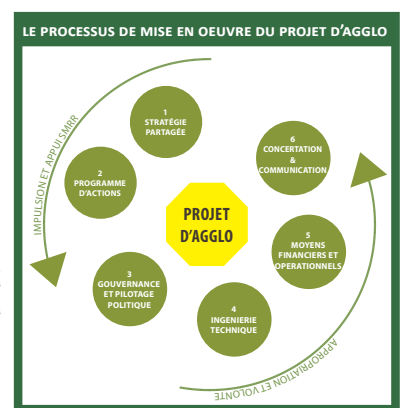 LE PROCESSUS DE MISE EN OEUVRE DU PROJET D'AGGLO
IMPULSION ET APPUI SMRR
1
STRATÉGIE
PARTAGÉE
2
PROGRAMME
D'ACTIONS
3
GOUVERNANCE
ET PILOTAGE
POLITIQUE
4
INGENIERIE
TECHNIQUE
5
MOYENS
FINANCIERS ET
OPERATIONNELS
6
CONCERTATION
&
COMMUNICATION
PROJET
D'AGGLO
APPROPRIATION ET VOLONTE